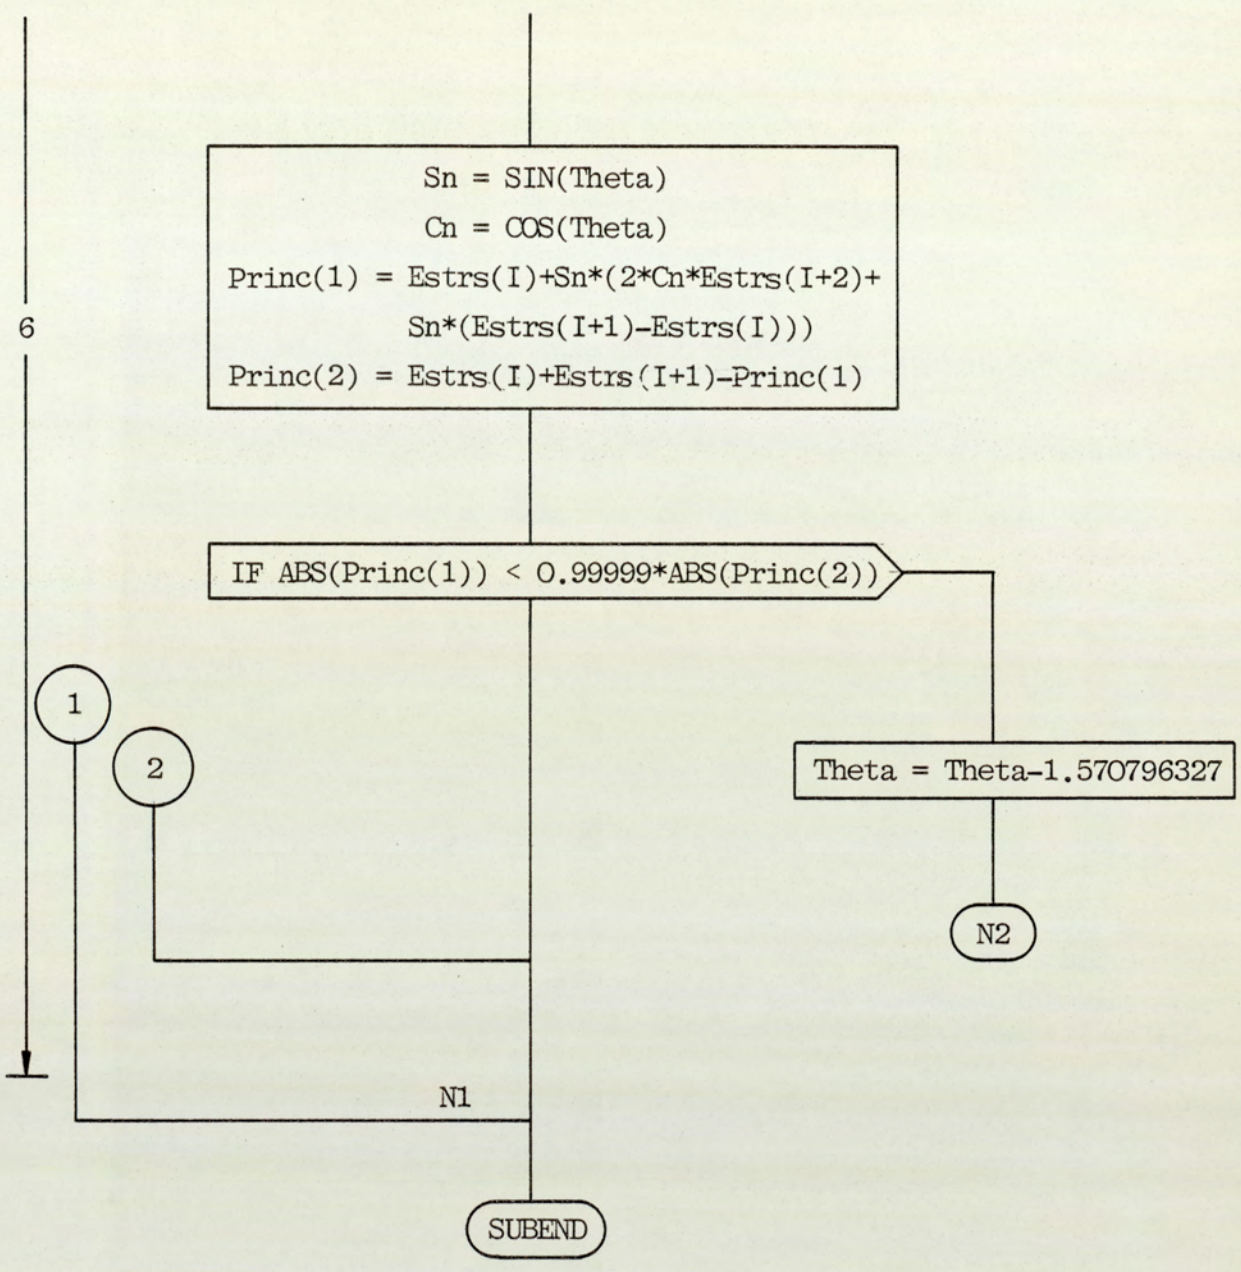 Sn = SIN(Theta)
Cn = COS(Theta)
Princ(1) = Estrs(I)+Sn*(2*Cn*Estrs(I+2)+
Sn*(Estrs(I+1)-Estrs(I)))
Princ(2) = Estrs(I)+Estrs(I+1)-Princ(1)
6
IF ABS(Princ(1)) < 0.99999*ABS(Princ(2))
1
2
Theta = Theta-1.570796327
N2
N1
SUBEND